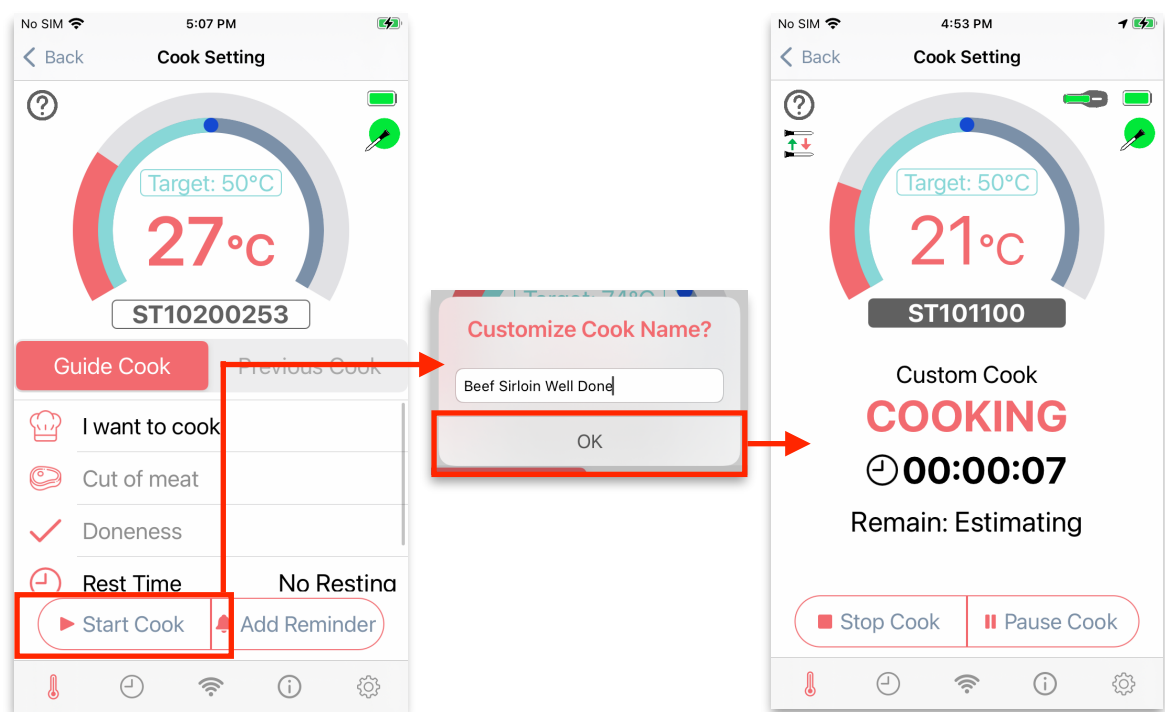 No SIM 5:07 PM
Back Cook Setting
Target: 50°C
27°C
ST10200253
Guide Cook Previous Cook
I want to cook
Cut of meat
Doneness
Rest Time No Resting
Start Cook Add Reminder
Target: 74°C
Customize Cook Name?
Beef Sirloin Well Done
OK
No SIM 4:53 PM
Back Cook Setting
Target: 50°C
21°C
ST101100
Custom Cook
COOKING
00:00:07
Remain: Estimating
Stop Cook Pause Cook